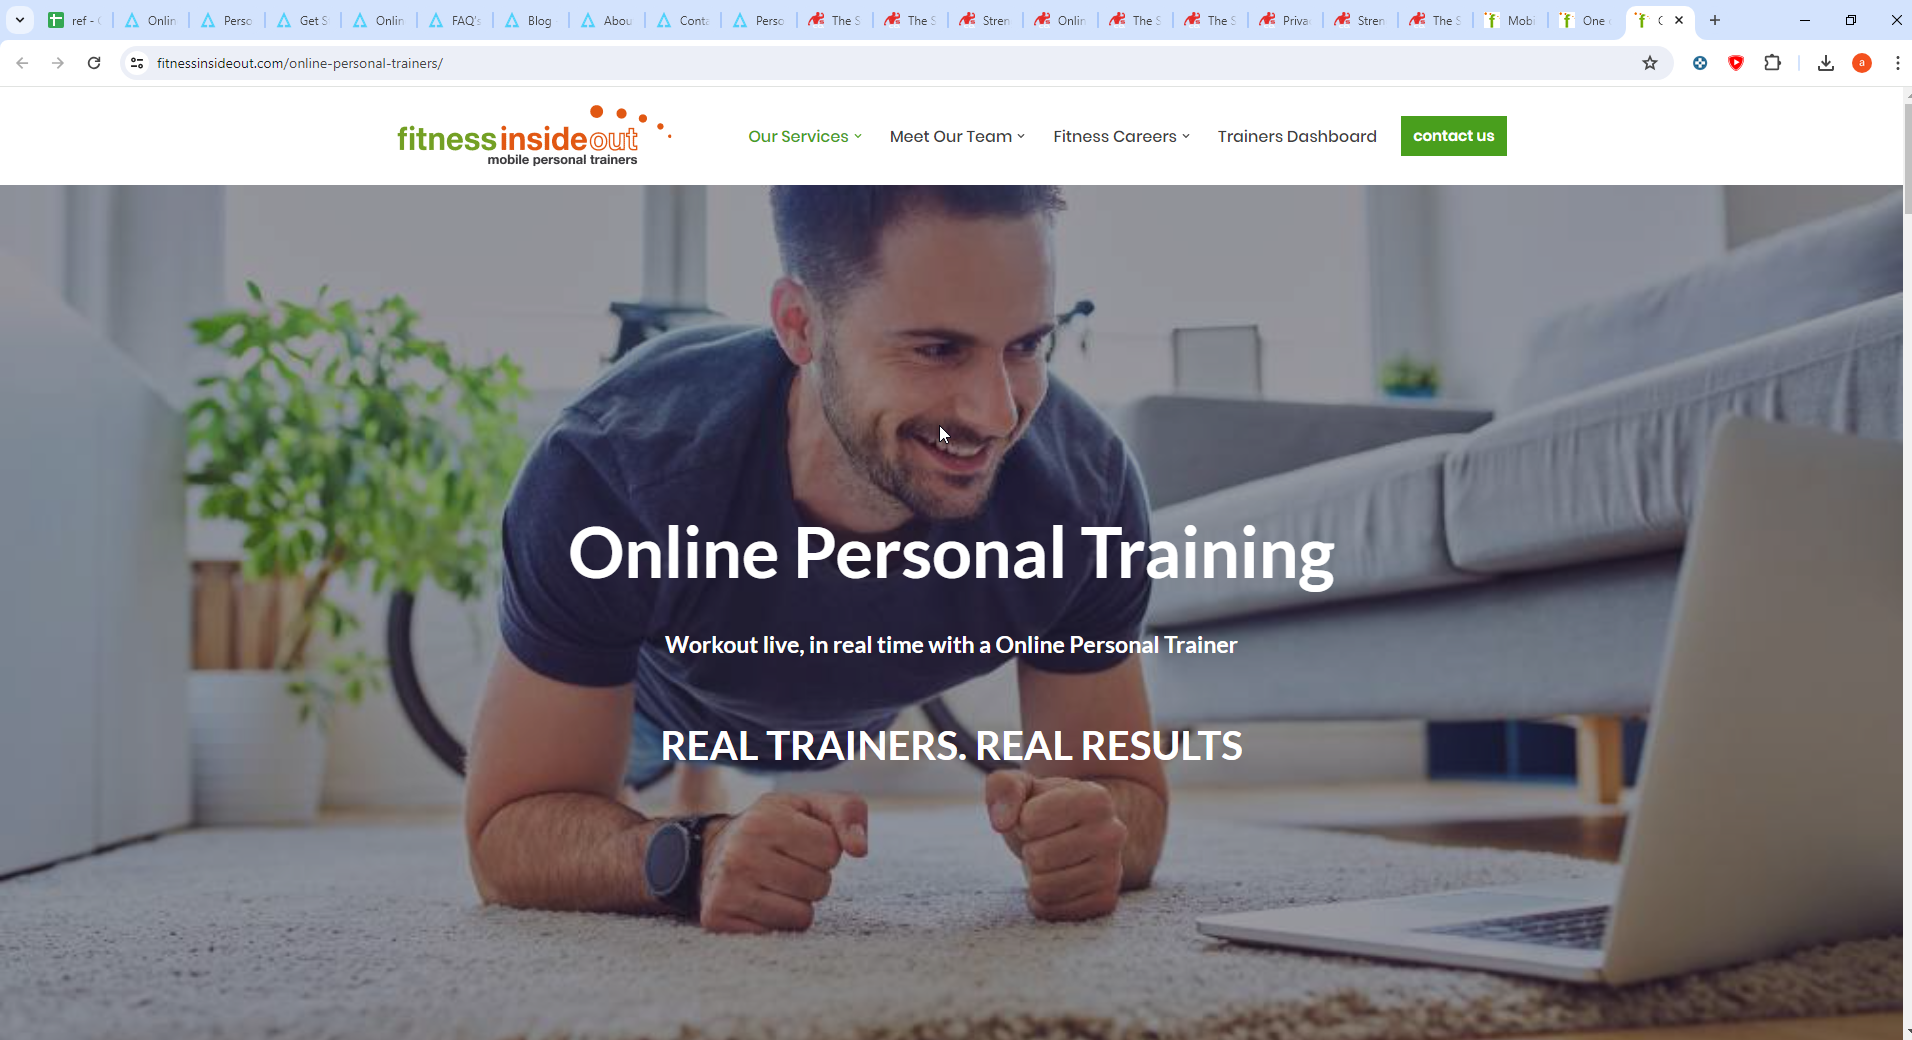 ref -
Onlin
Perso
Get S
Onlin
FAQ's
Blog
Abou
Conta
Perso
The S
The S
Stren
Onlin
The S
The S
Priva
Stren
The S
Mobi
One
fitnessinsideout.com/online-personal-trainers/
a
fitnessinsideout
mobile personal trainers
Our Services
Meet Our Team
Fitness Careers
Trainers Dashboard
contact us
Online Personal Training
Workout live, in real time with a Online Personal Trainer
REAL TRAINERS. REAL RESULTS